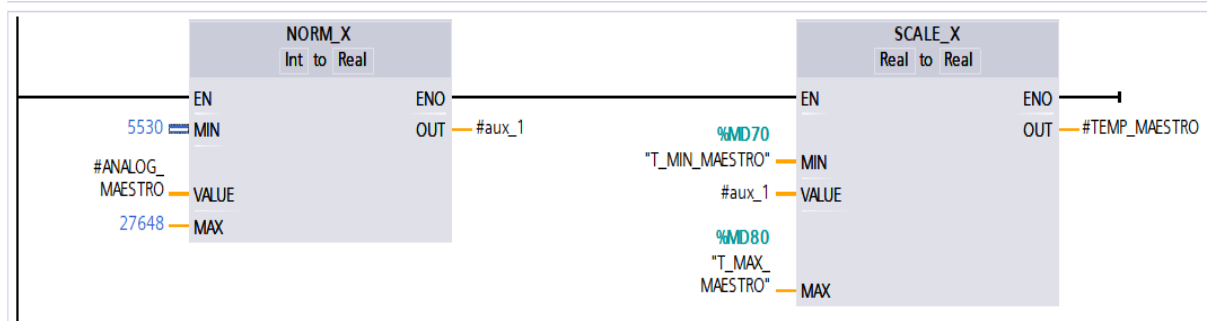 NORM_X
Int to Real
EN
ENO
5530
MIN
OUT
#aux_1
#ANALOG_
MAESTRO
VALUE
27648
MAX
SCALE_X
Real to Real
EN
ENO
%MD70
OUT
#TEMP_MAESTRO
"T_MIN_MAESTRO"
MIN
#aux_1
VALUE
%MD80
"T_MAX_
MAESTRO"
MAX